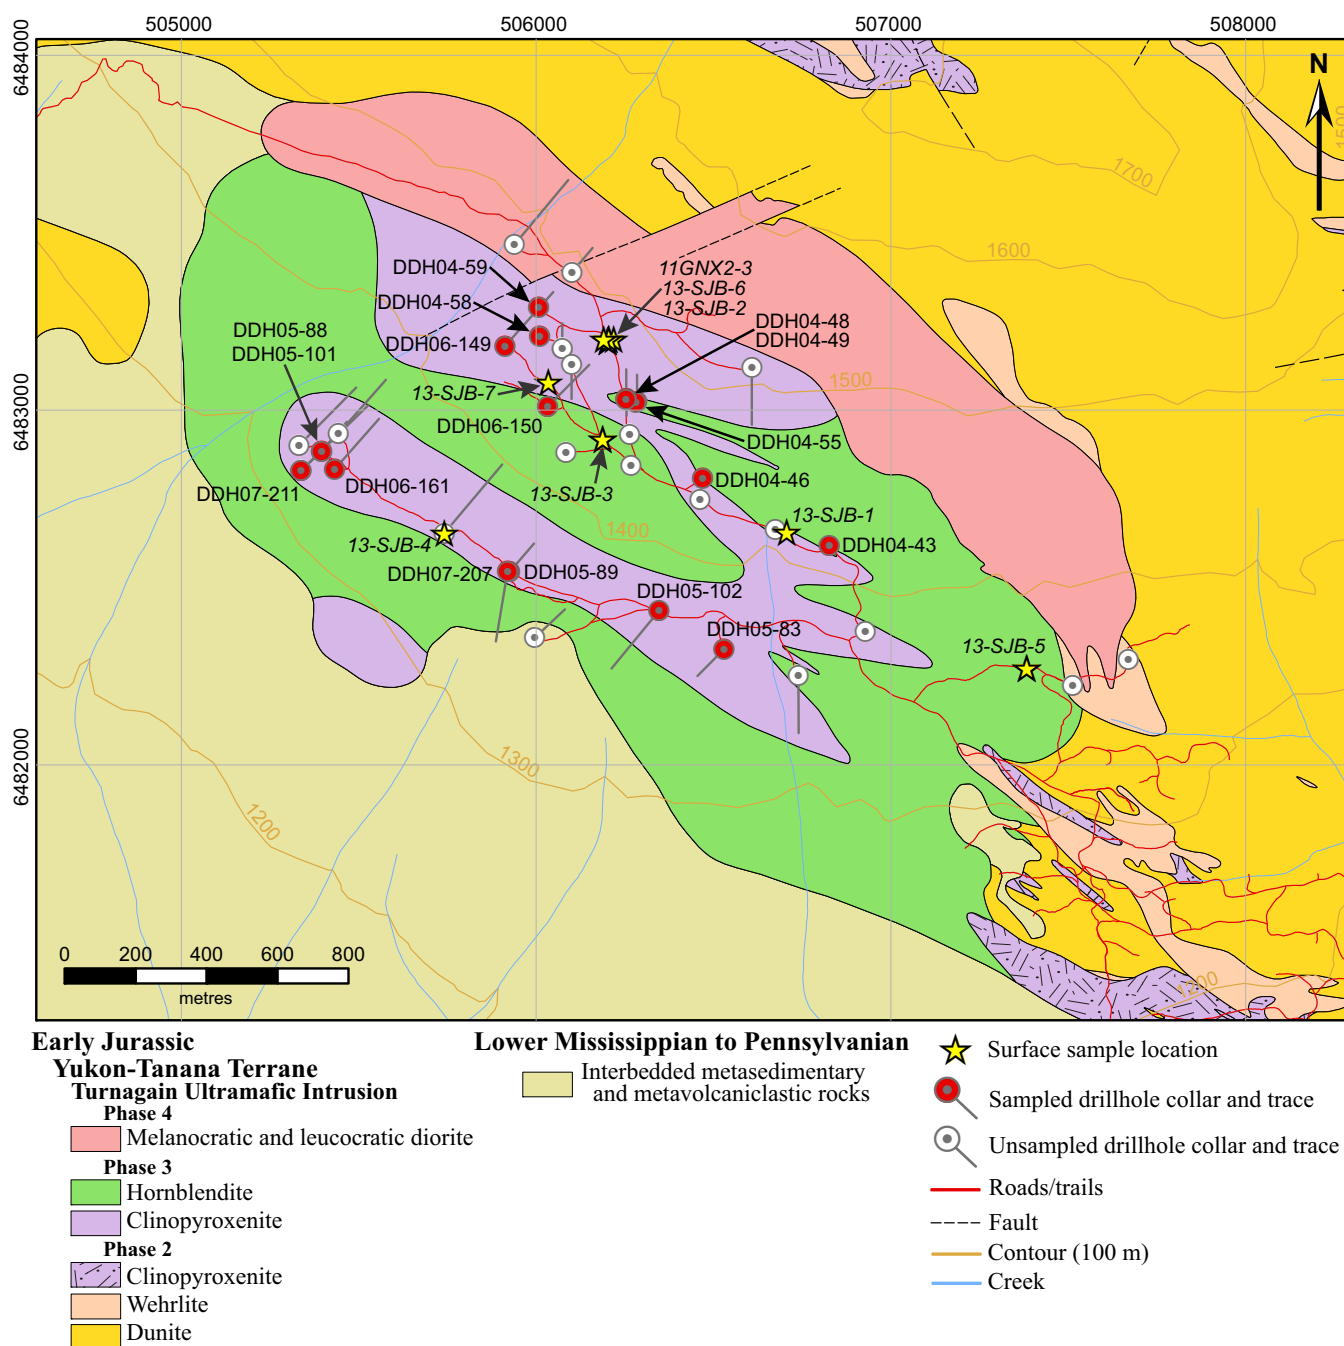 505000
506000
507000
508000
6484000
6483000
6482000
N
1700
1600
1500
1500
1400
1300
1200
1200
DDH04-59
DDH04-58
DDH06-149
11GNX2-3
13-SJB-6
13-SJB-2
DDH04-48
DDH04-49
DDH05-88
DDH05-101
13-SJB-7
DDH06-150
DDH04-55
DDH04-46
DDH07-211
DDH06-161
13-SJB-3
13-SJB-1
13-SJB-4
DDH04-43
DDH07-207
DDH05-89
DDH05-102
DDH05-83
13-SJB-5
0 200 400 600 800
metres
Early Jurassic
Yukon-Tanana Terrane
Turnagain Ultramafic Intrusion
Phase 4
Melanocratic and leucocratic diorite
Phase 3
Hornblendite
Clinopyroxenite
Phase 2
Clinopyroxenite
Wehrlite
Dunite
Lower Mississippian to Pennsylvanian
Interbedded metasedimentary
and metavolcaniclastic rocks
Surface sample location
Sampled drillhole collar and trace
Unsampled drillhole collar and trace
Roads/trails
Fault
Contour (100 m)
Creek